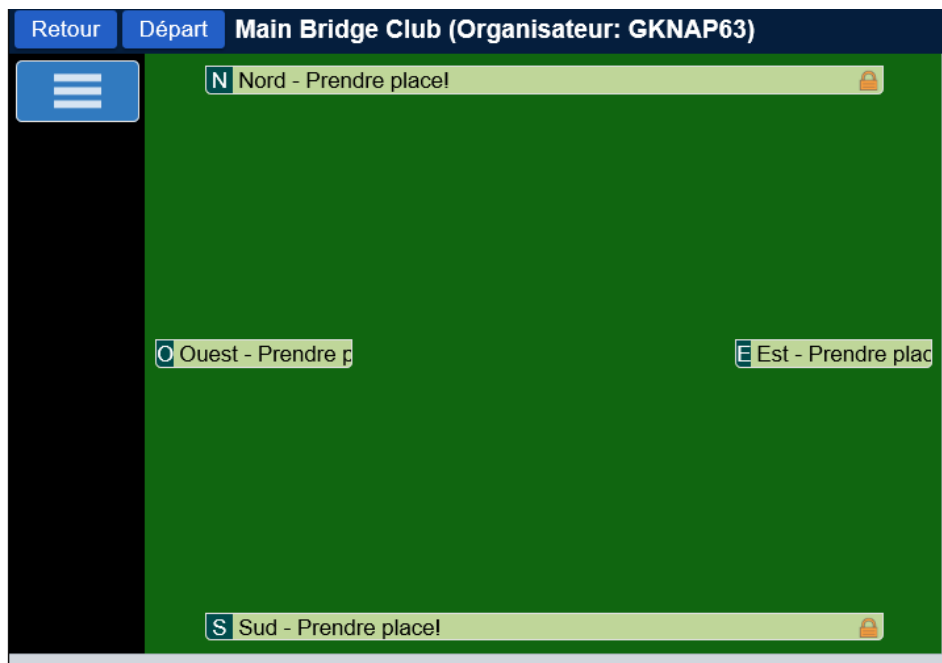 Retour Départ Main Bridge Club (Organisateur: GKNAP63)
N Nord - Prendre place!
O Ouest - Prendre p
E Est - Prendre plac
S Sud - Prendre place!